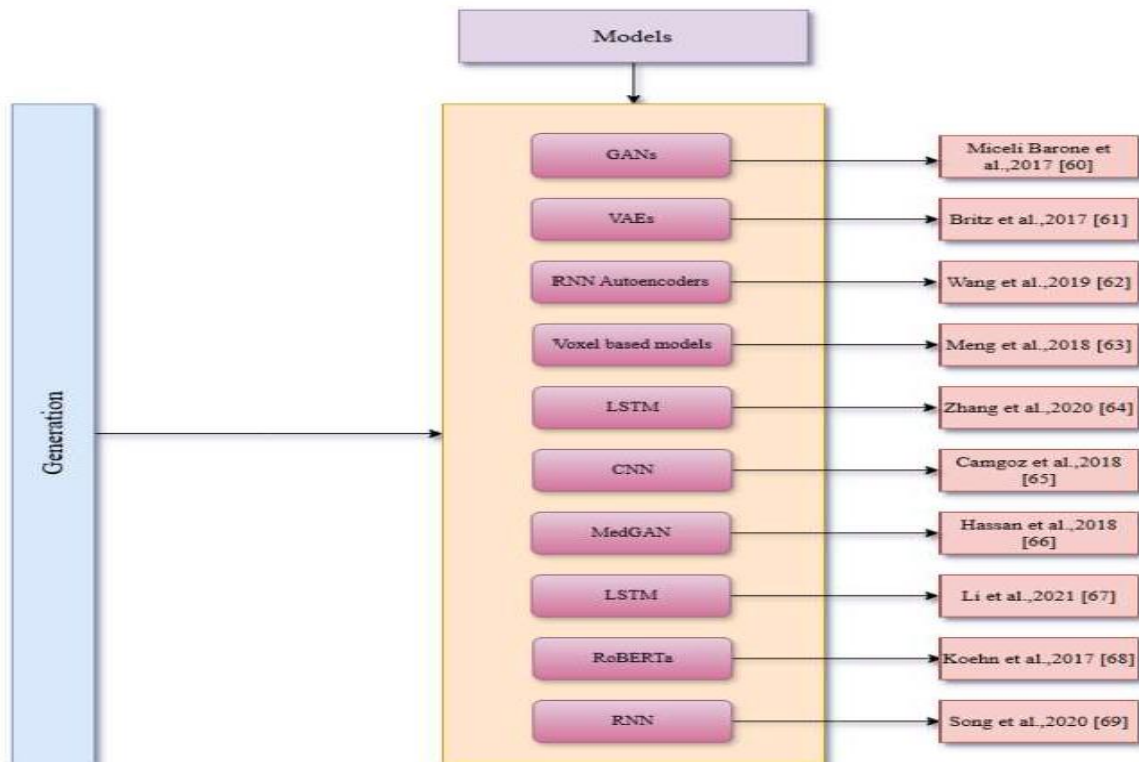 Models
Generation
GANs
Miceli Barone et
al.,2017 [60]
VAEs
Britz et al.,2017 [61]
RNN Autoencoders
Wang et al.,2019 [62]
Voxel based models
Meng et al.,2018 [63]
LSTM
Zhang et al.,2020 [64]
CNN
Camgoz et al.,2018
[65]
MedGAN
Hassan et al.,2018
[66]
LSTM
Li et al.,2021 [67]
RoBERTa
Koehn et al.,2017 [68]
RNN
Song et al.,2020 [69]